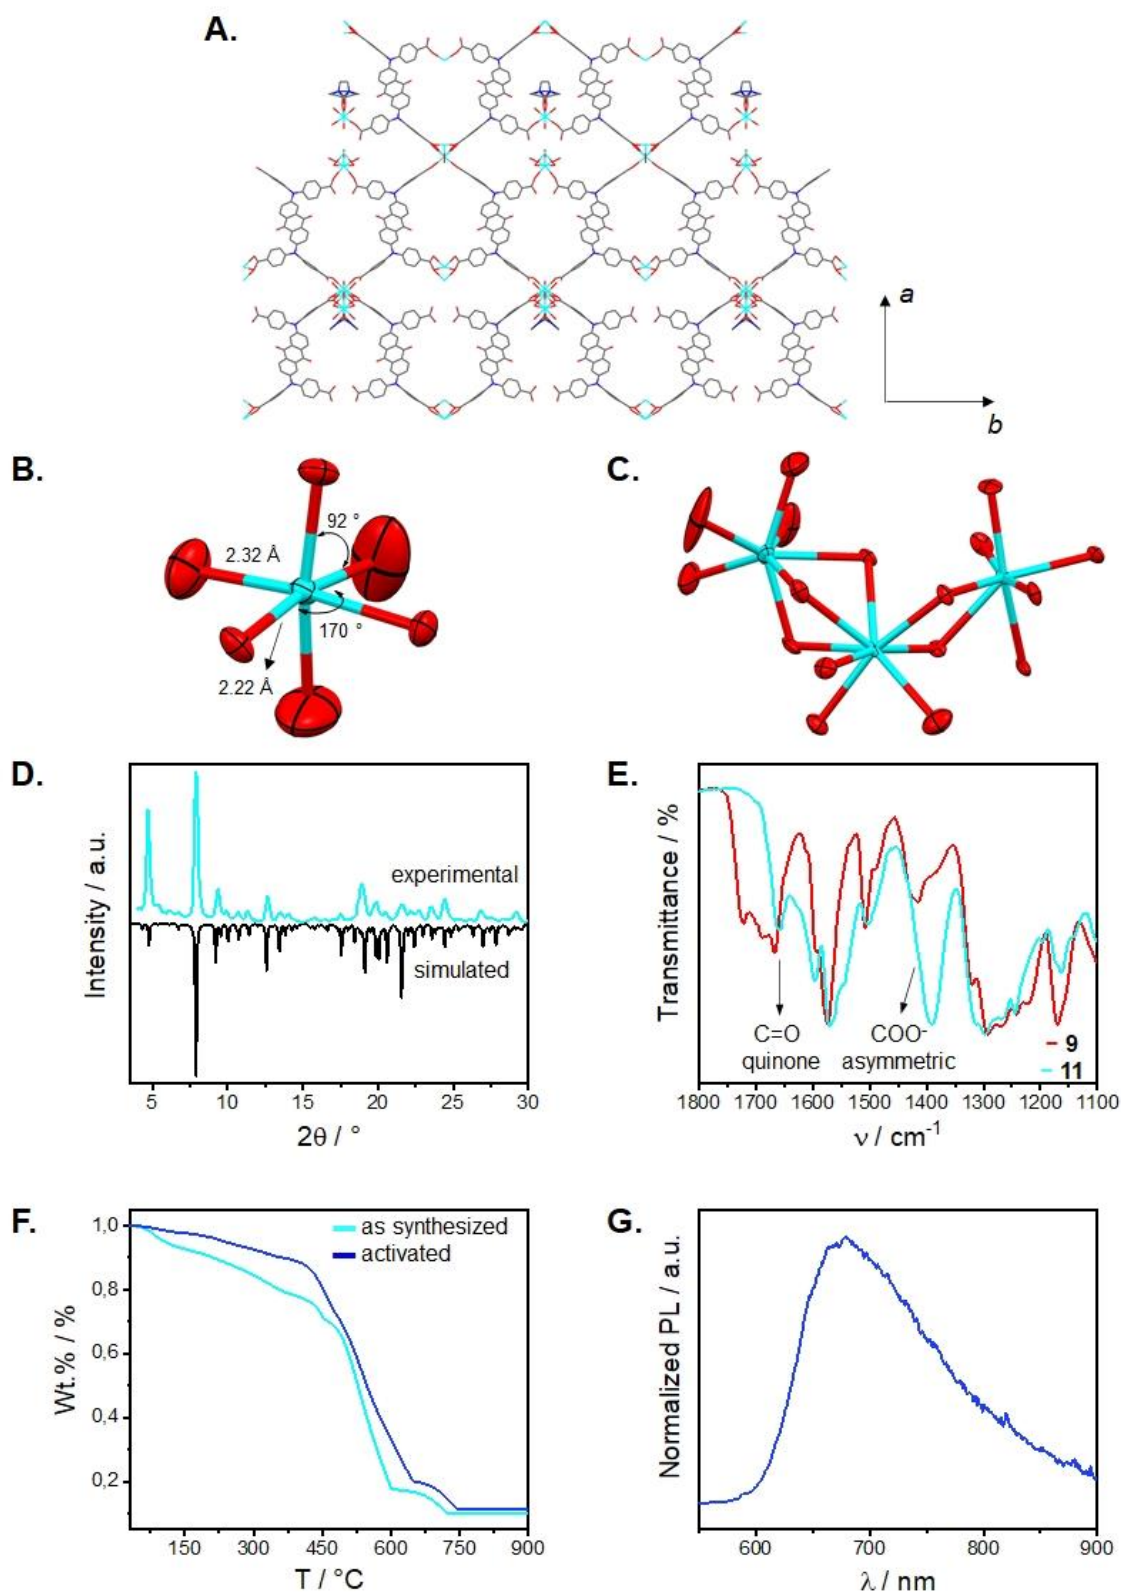 A.
a
b
B.
92 °
2.32 Å
170 °
2.22 Å
C.
D.
Intensity / a.u.
experimental
simulated
5 10 15 20 25 30
2θ / °
E.
Transmittance / %
C=O
quinone
COO⁻
asymmetric
9
11
1800 1700 1600 1500 1400 1300 1200 1100
ν / cm⁻¹
F.
Wt.% / %
1,0
0,8
0,6
0,4
0,2
as synthesized
activated
150 300 450 600 750 900
T / °C
G.
Normalized PL / a.u.
600 700 800 900
λ / nm